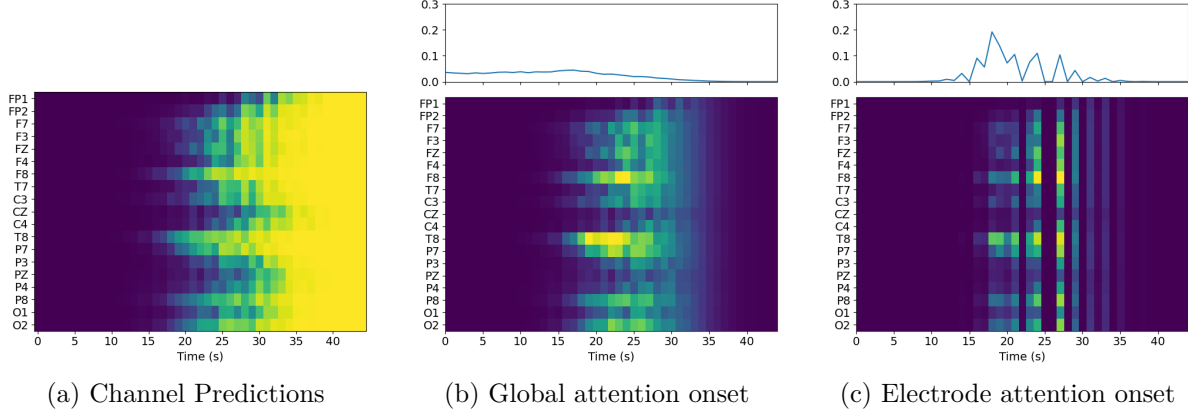 0.3
0.2
0.1
0.0
0.3
0.2
0.1
0.0
FP1
FP2
F7
F3
FZ
F4
F8
T7
C3
CZ
C4
T8
P7
P3
PZ
P4
P8
O1
O2
0 5 10 15 20 25 30 35 40
Time (s)
FP1
FP2
F7
F3
FZ
F4
F8
T7
C3
CZ
C4
T8
P7
P3
PZ
P4
P8
O1
O2
0 5 10 15 20 25 30 35 40
Time (s)
FP1
FP2
F7
F3
FZ
F4
F8
T7
C3
CZ
C4
T8
P7
P3
PZ
P4
P8
O1
O2
0 5 10 15 20 25 30 35 40
Time (s)
(a) Channel Predictions
(b) Global attention onset
(c) Electrode attention onset